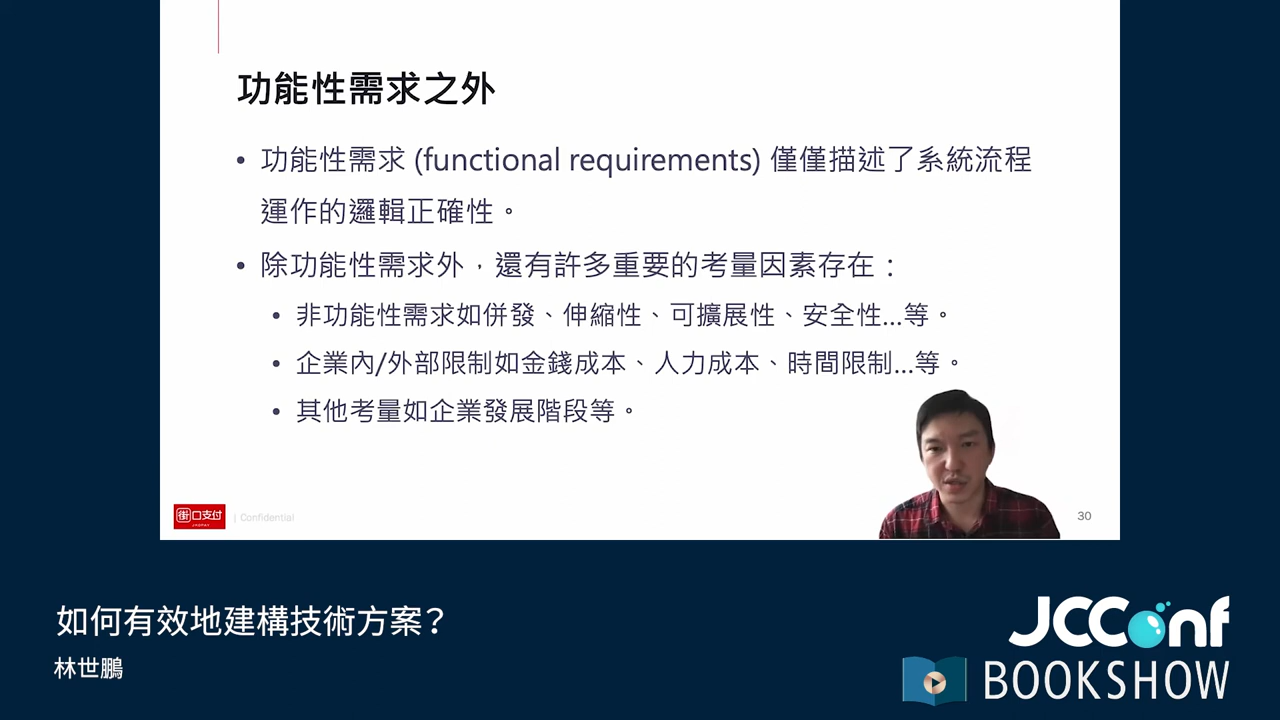 功能性需求之外
• 功能性需求 (functional requirements) 僅僅描述了系統流程
運作的邏輯正確性。
• 除功能性需求外，還有許多重要的考量因素存在：
• 非功能性需求如併發、伸縮性、可擴展性、安全性...等。
• 企業內/外部限制如金錢成本、人力成本、時間限制...等。
• 其他考量如企業發展階段等。
街口支付
JKOPAY
| Confidential
30
如何有效地建構技術方案？
林世鵬
JCConf
BOOKSHOW